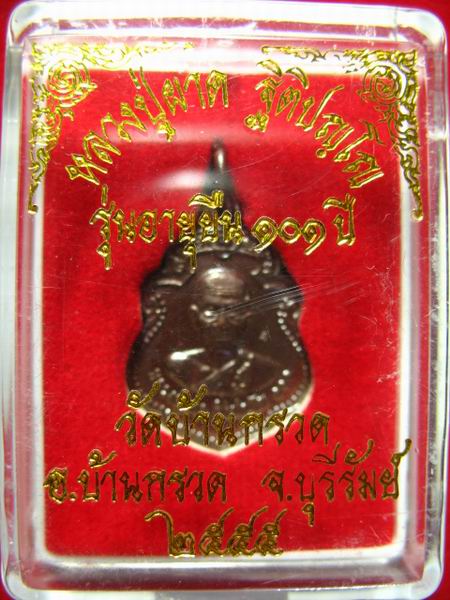 หลวงปู่ผาด ฐิติปญฺโญ
รุ่นอายุยืน ๑๐๑ ปี
วัดบ้านกรวด
อ.บ้านกรวด จ.บุรีรัมย์
๒๕๕๕